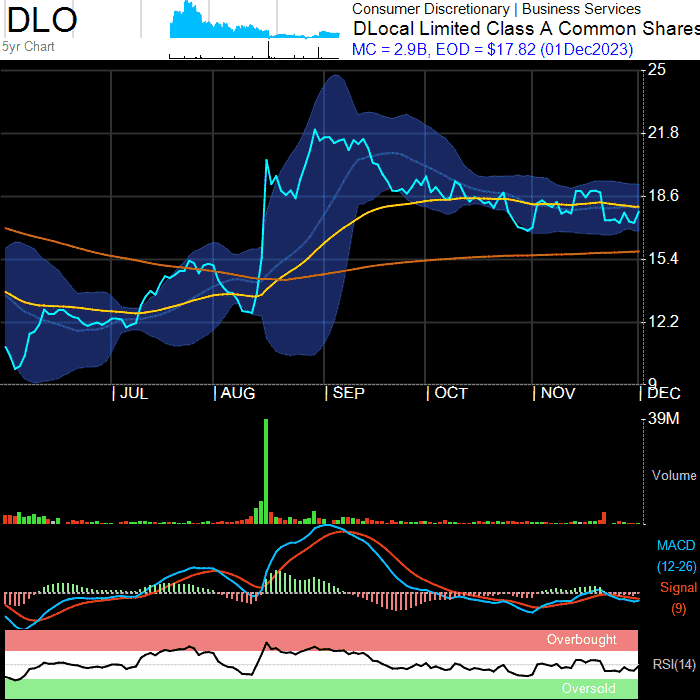 DLO
5yr Chart
Consumer Discretionary | Business Services
DLocal Limited Class A Common Shares
MC = 2.9B, EOD = $17.82 (01Dec2023)
25
21.8
18.6
15.4
12.2
9
JUL AUG SEP OCT NOV DEC
39M
Volume
MACD
(12-26)
Signal
(9)
Overbought
RSI(14)
Oversold